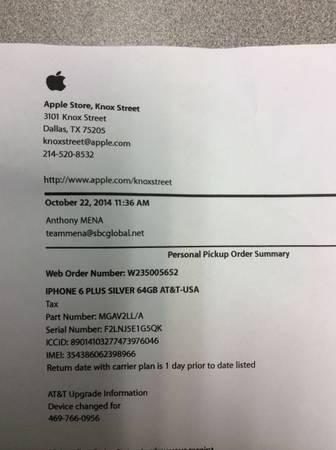 Apple Store, Knox Street
3101 Knox Street
Dallas, TX 75205
knoxstreet@apple.com
214-520-8532
http://www.apple.com/knoxstreet
October 22, 2014 11:36 AM
Anthony MENA
teammena@sbcglobal.net
Personal Pickup Order Summary
Web Order Number: W235005652
IPHONE 6 PLUS SILVER 64GB AT&T-USA
Tax
Part Number: MGAV2LL/A
Serial Number: F2LNJSE1G5QK
ICCID: 89014103277473976046
IMEI: 354386062398966
Return date with carrier plan is 1 day prior to date listed
AT&T Upgrade Information
Device changed for
469-766-0956